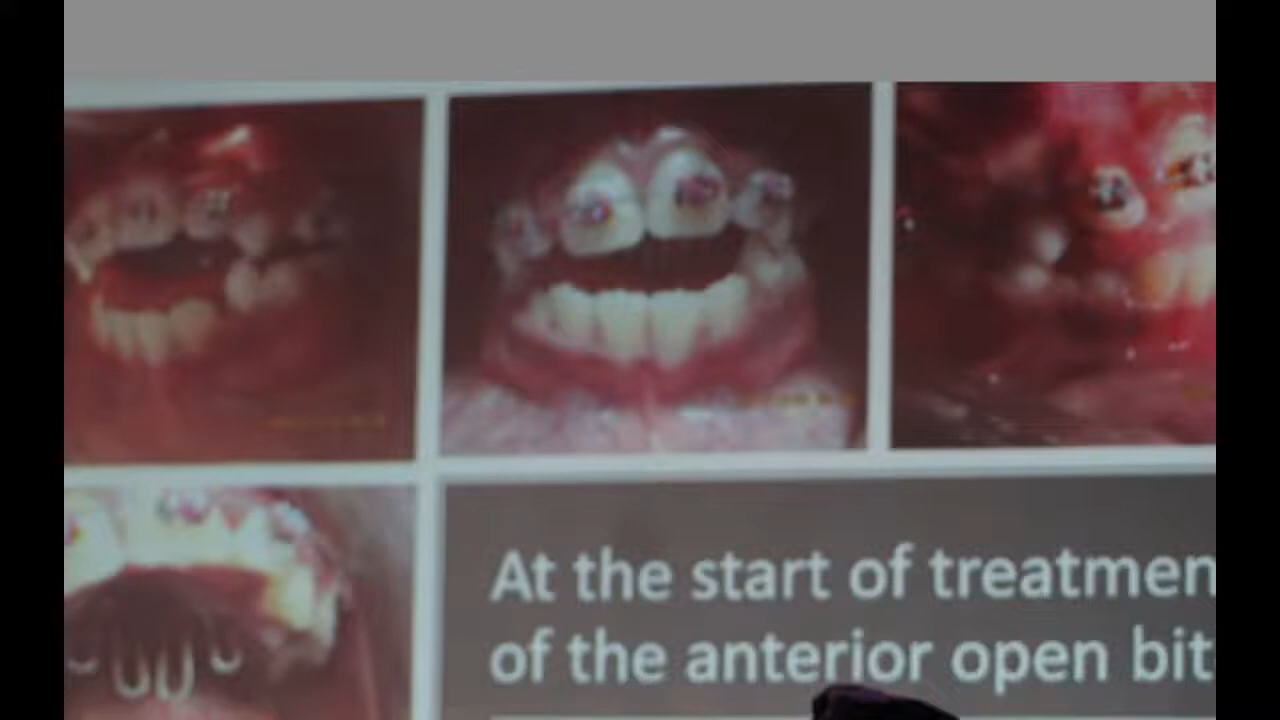 At the start of treatmen
of the anterior open bit